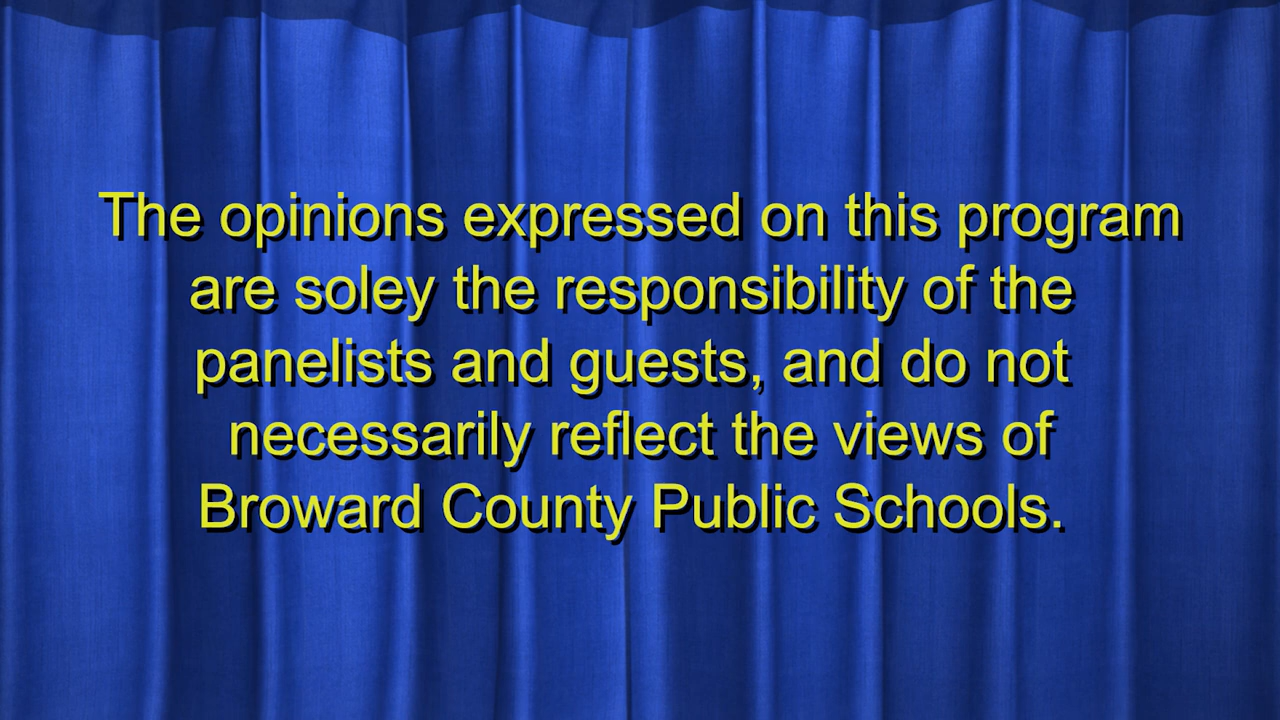 The opinions expressed on this program
are soley the responsibility of the
panelists and guests, and do not
necessarily reflect the views of
Broward County Public Schools.